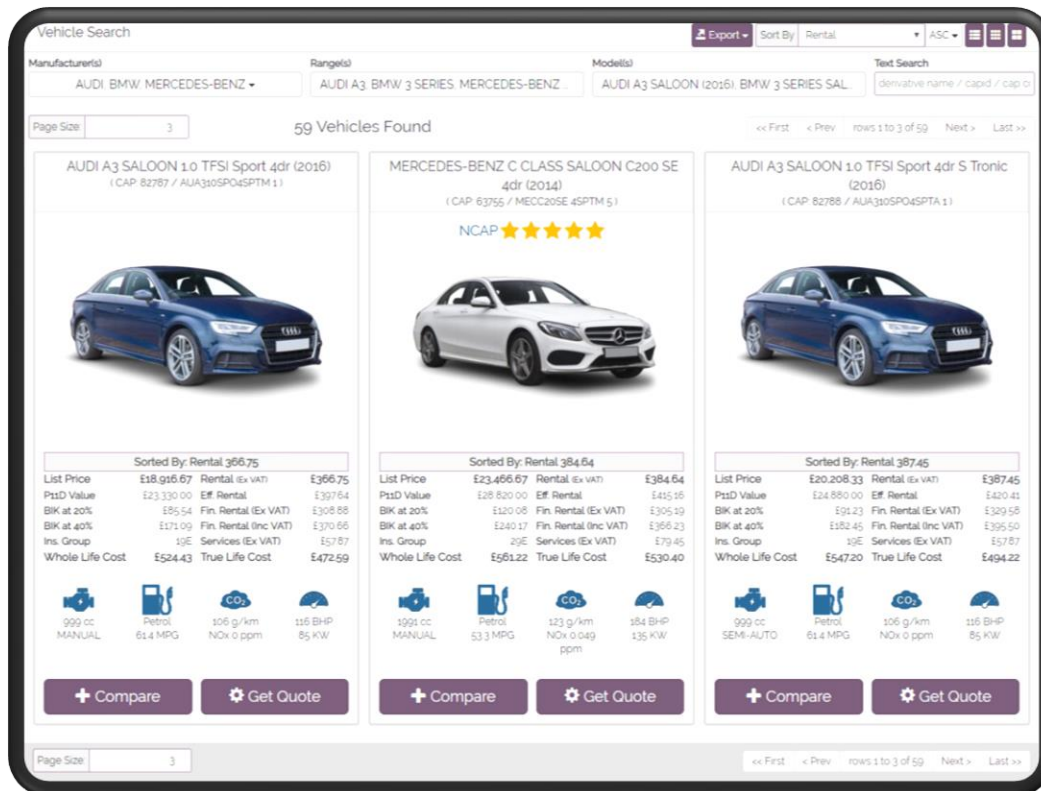 Vehicle Search
Export
Sort By Rental
ASC
Manufacturer(s)
Range(s)
Model(s)
Text Search
AUDI, BMW, MERCEDES-BENZ
AUDI A3, BMW 3 SERIES, MERCEDES-BENZ ...
AUDI A3 SALOON (2016), BMW 3 SERIES SAL...
derivative name / capid / cap c
Page Size: 3
59 Vehicles Found
<< First < Prev rows 1 to 3 of 59 Next > Last >>
AUDI A3 SALOON 1.0 TFSI Sport 4dr (2016)
( CAP: 82787 / AUA310SPO4SPTM 1 )
Sorted By: Rental 366.75
List Price £18,916.67 Rental (Ex VAT) £366.75
P11D Value £23,330.00 Eff. Rental £397.64
BIK at 20% £85.54 Fin. Rental (Ex VAT) £308.88
BIK at 40% £171.09 Fin. Rental (Inc VAT) £370.66
Ins. Group 19E Services (Ex VAT) £57.87
Whole Life Cost £524.43 True Life Cost £472.59
CO2
999 cc Petrol 106 g/km 116 BHP
MANUAL 61.4 MPG NOx 0 ppm 85 KW
Compare
Get Quote
MERCEDES-BENZ C CLASS SALOON C200 SE
4dr (2014)
( CAP: 63755 / MECC20SE 4SPTM 5 )
NCAP
Sorted By: Rental 384.64
List Price £23,466.67 Rental (Ex VAT) £384.64
P11D Value £28,820.00 Eff. Rental £415.16
BIK at 20% £120.08 Fin. Rental (Ex VAT) £305.19
BIK at 40% £240.17 Fin. Rental (Inc VAT) £366.23
Ins. Group 29E Services (Ex VAT) £79.45
Whole Life Cost £561.22 True Life Cost £530.40
CO2
1991 cc Petrol 123 g/km 184 BHP
MANUAL 53.3 MPG NOx 0.049 135 KW
ppm
Compare
Get Quote
AUDI A3 SALOON 1.0 TFSI Sport 4dr S Tronic
(2016)
( CAP: 82788 / AUA310SPO4SPTA 1 )
Sorted By: Rental 387.45
List Price £20,208.33 Rental (Ex VAT) £387.45
P11D Value £24,880.00 Eff. Rental £420.41
BIK at 20% £91.23 Fin. Rental (Ex VAT) £329.58
BIK at 40% £182.45 Fin. Rental (Inc VAT) £395.50
Ins. Group 19E Services (Ex VAT) £57.87
Whole Life Cost £547.20 True Life Cost £494.22
CO2
999 cc Petrol 106 g/km 116 BHP
SEMI-AUTO 61.4 MPG NOx 0 ppm 85 KW
Compare
Get Quote
Page Size: 3
<< First < Prev rows 1 to 3 of 59 Next > Last >>